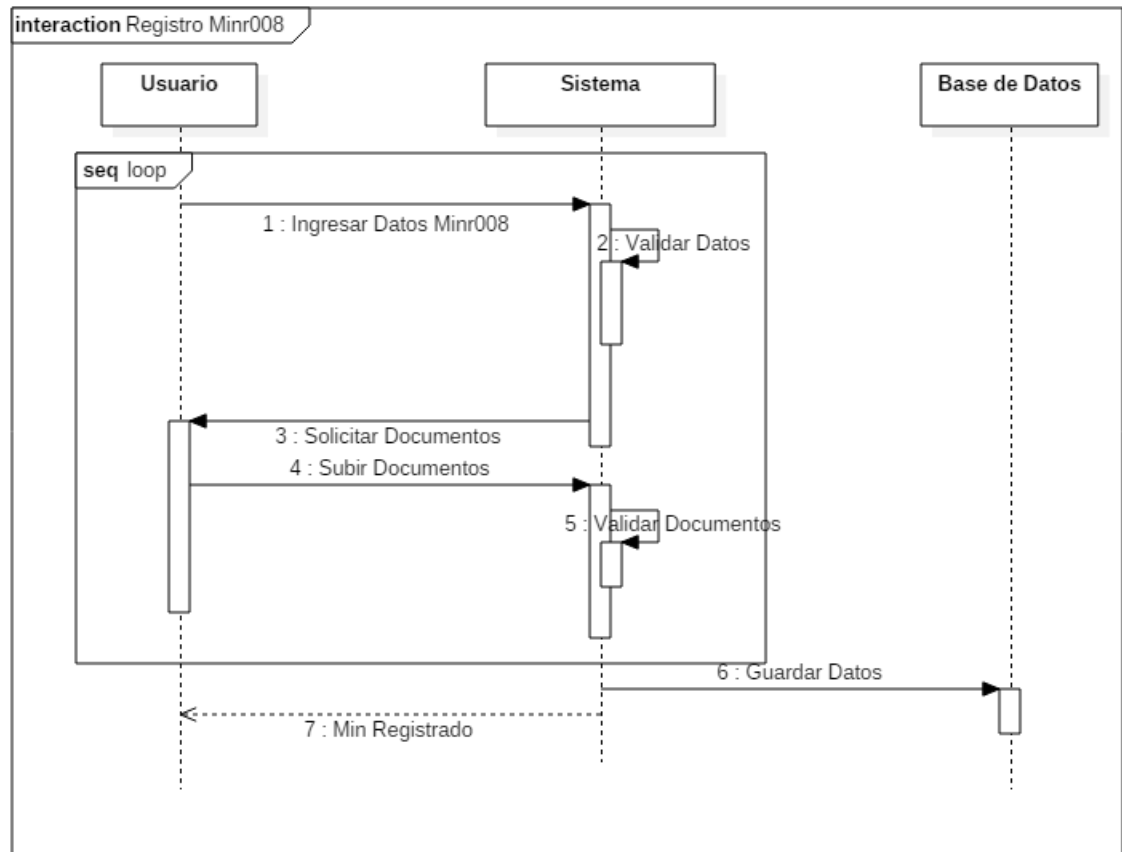 interaction Registro Minr008
Usuario
Sistema
Base de Datos
seq loop
1 : Ingresar Datos Minr008
2 : Validar Datos
3 : Solicitar Documentos
4 : Subir Documentos
5 : Validar Documentos
6 : Guardar Datos
7 : Min Registrado